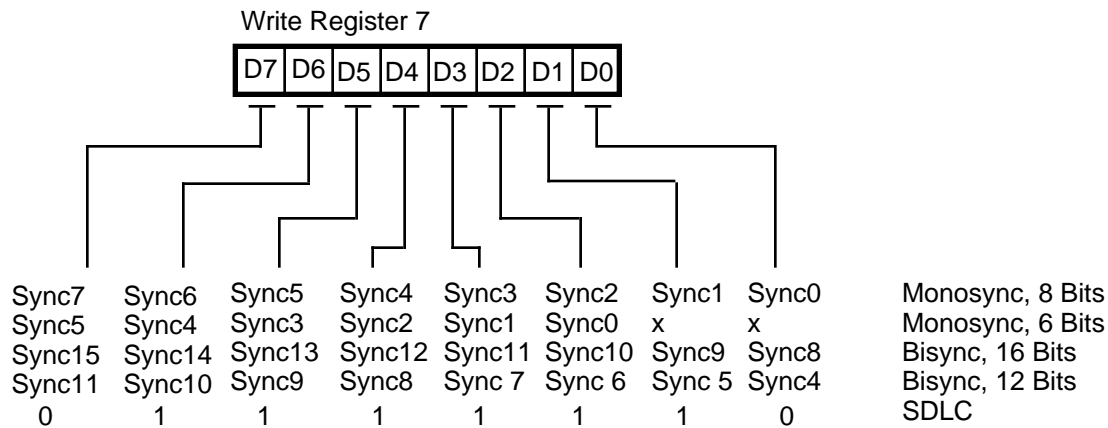 Write Register 7
D7 D6 D5 D4 D3 D2 D1 D0
Sync7 Sync6 Sync5 Sync4 Sync3 Sync2 Sync1 Sync0 Monosync, 8 Bits
Sync5 Sync4 Sync3 Sync2 Sync1 Sync0 x x Monosync, 6 Bits
Sync15 Sync14 Sync13 Sync12 Sync11 Sync10 Sync9 Sync8 Bisync, 16 Bits
Sync11 Sync10 Sync9 Sync8 Sync 7 Sync 6 Sync 5 Sync4 Bisync, 12 Bits
0 1 1 1 1 1 1 0 SDLC